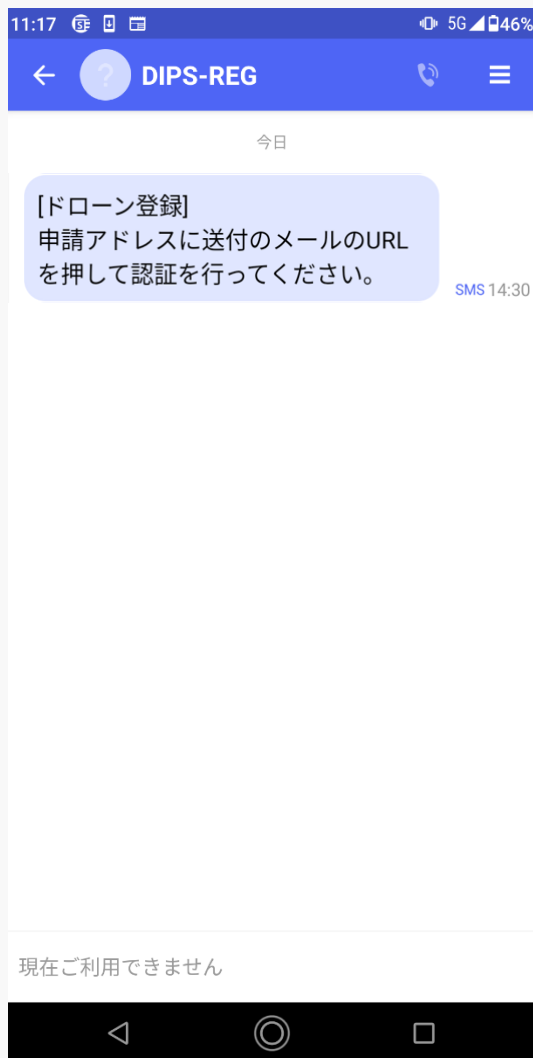 11:17 5G 46%
DIPS-REG
今日
[ドローン登録]
申請アドレスに送付のメールのURL
を押して認証を行ってください。
SMS 14:30
現在ご利用できません